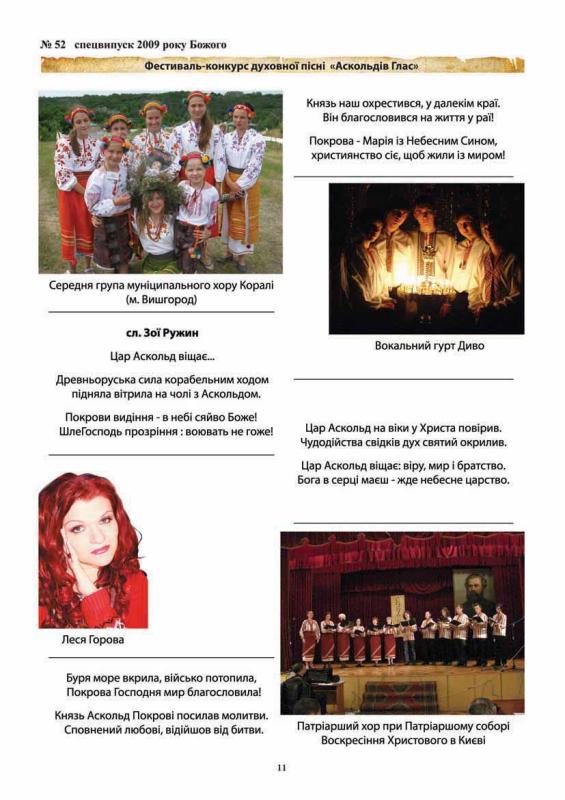 № 52 спецвипуск 2009 року Божого
Фестиваль-конкурс духовної пісні «Аскольдів Глас»
Середня група муніципального хору Коралі
(м. Вишгород)
сл. Зої Ружин
Цар Аскольд віщає...
Древньоруська сила корабельним ходом
підняла вітрила на чолі з Аскольдом.
Покрови видіння - в небі сяйво Боже!
ШлеГосподь прозріння : воювать не гоже!
Леся Горова
Буря море вкрила, військо потопила,
Покрова Господня мир благословила!
Князь Аскольд Покрові посилав молитви.
Сповнений любові, відійшов від битви.
Князь наш охрестився, у далекім краї.
Він благословився на життя у раї!
Покрова - Марія із Небесним Сином,
християнство сіє, щоб жили із миром!
Вокальний гурт Диво
Цар Аскольд на віки у Христа повірив.
Чудодійства свідків дух святий окрилив.
Цар Аскольд віщає: віру, мир і братство.
Бога в серці маєш - жде небесне царство.
Патріарший хор при Патріаршому соборі
Воскресіння Христового в Києві
11